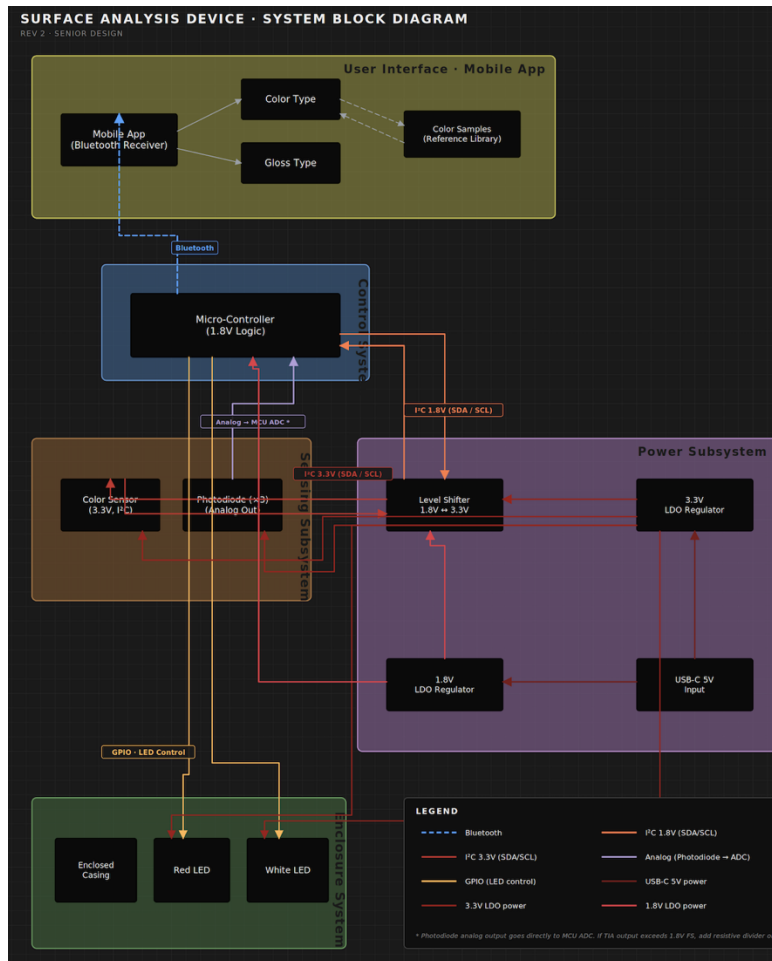 SURFACE ANALYSIS DEVICE · SYSTEM BLOCK DIAGRAM
REV 2 · SENIOR DESIGN
User Interface · Mobile App
Mobile App
(Bluetooth Receiver)
Color Type
Gloss Type
Color Samples
(Reference Library)
Bluetooth
Control Syste
Micro-Controller
(1.8V Logic)
Analog → MCU ADC *
I²C 1.8V (SDA / SCL)
Sensing Subsystem
Color Sensor
(3.3V, I²C)
Photodiode (×3)
(Analog Out)
I²C 3.3V (SDA / SCL)
Power Subsystem
Level Shifter
1.8V ↔ 3.3V
3.3V
LDO Regulator
1.8V
LDO Regulator
USB-C 5V
Input
GPIO · LED Control
Enclosure System
Enclosed
Casing
Red LED
White LED
LEGEND
Bluetooth
I²C 1.8V (SDA/SCL)
I²C 3.3V (SDA/SCL)
Analog (Photodiode → ADC)
GPIO (LED control)
USB-C 5V power
3.3V LDO power
1.8V LDO power
* Photodiode analog output goes directly to MCU ADC. If TIA output exceeds 1.8V FS, add resistive divider